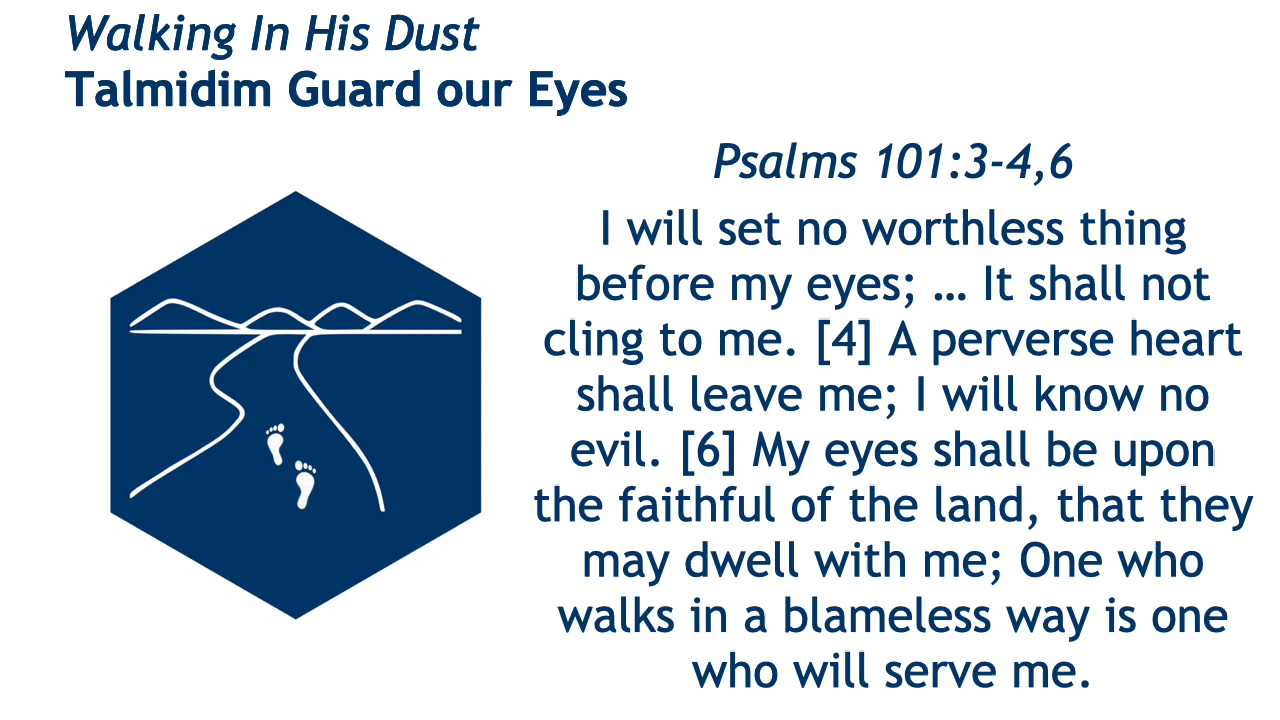 Walking In His Dust
Talmidim Guard our Eyes
Psalms 101:3-4,6
I will set no worthless thing
before my eyes; … It shall not
cling to me. [4] A perverse heart
shall leave me; I will know no
evil. [6] My eyes shall be upon
the faithful of the land, that they
may dwell with me; One who
walks in a blameless way is one
who will serve me.